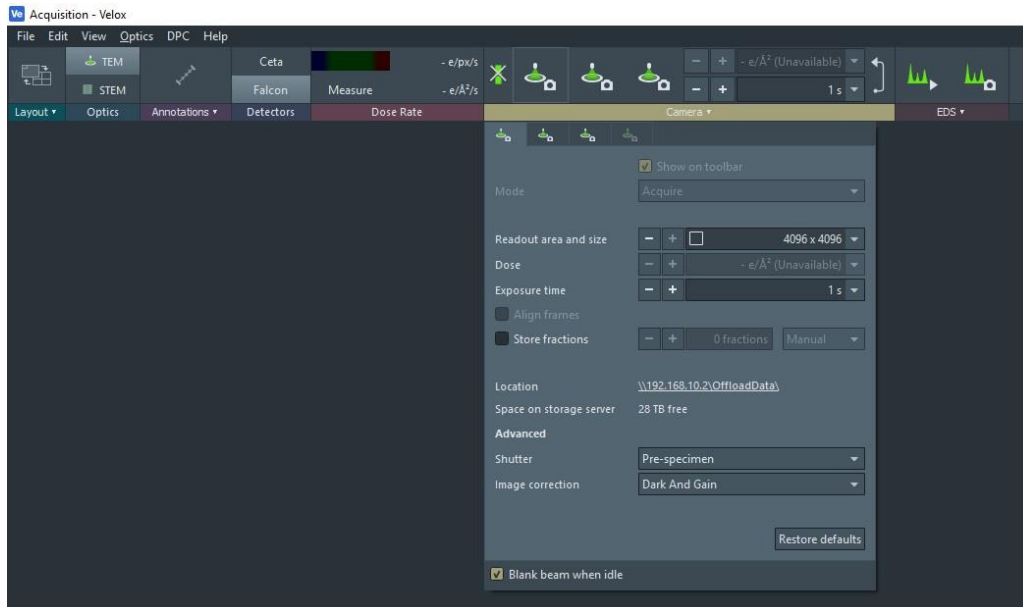 Ve Acquisition - Velox
File Edit View Optics DPC Help
TEM
STEM
Ceta
Falcon
- e/px/s
Measure - e/Å²/s
- + - e/Å² (Unavailable)
- + 1 s
Layout Optics Annotations Detectors Dose Rate Camera EDS
Show on toolbar
Mode Acquire
Readout area and size - + 4096 x 4096
Dose - + - e/Å² (Unavailable)
Exposure time - + 1 s
Align frames
Store fractions - + 0 fractions Manual
Location \\192.168.10.2\OffloadData\
Space on storage server 28 TB free
Advanced
Shutter Pre-specimen
Image correction Dark And Gain
Restore defaults
Blank beam when idle